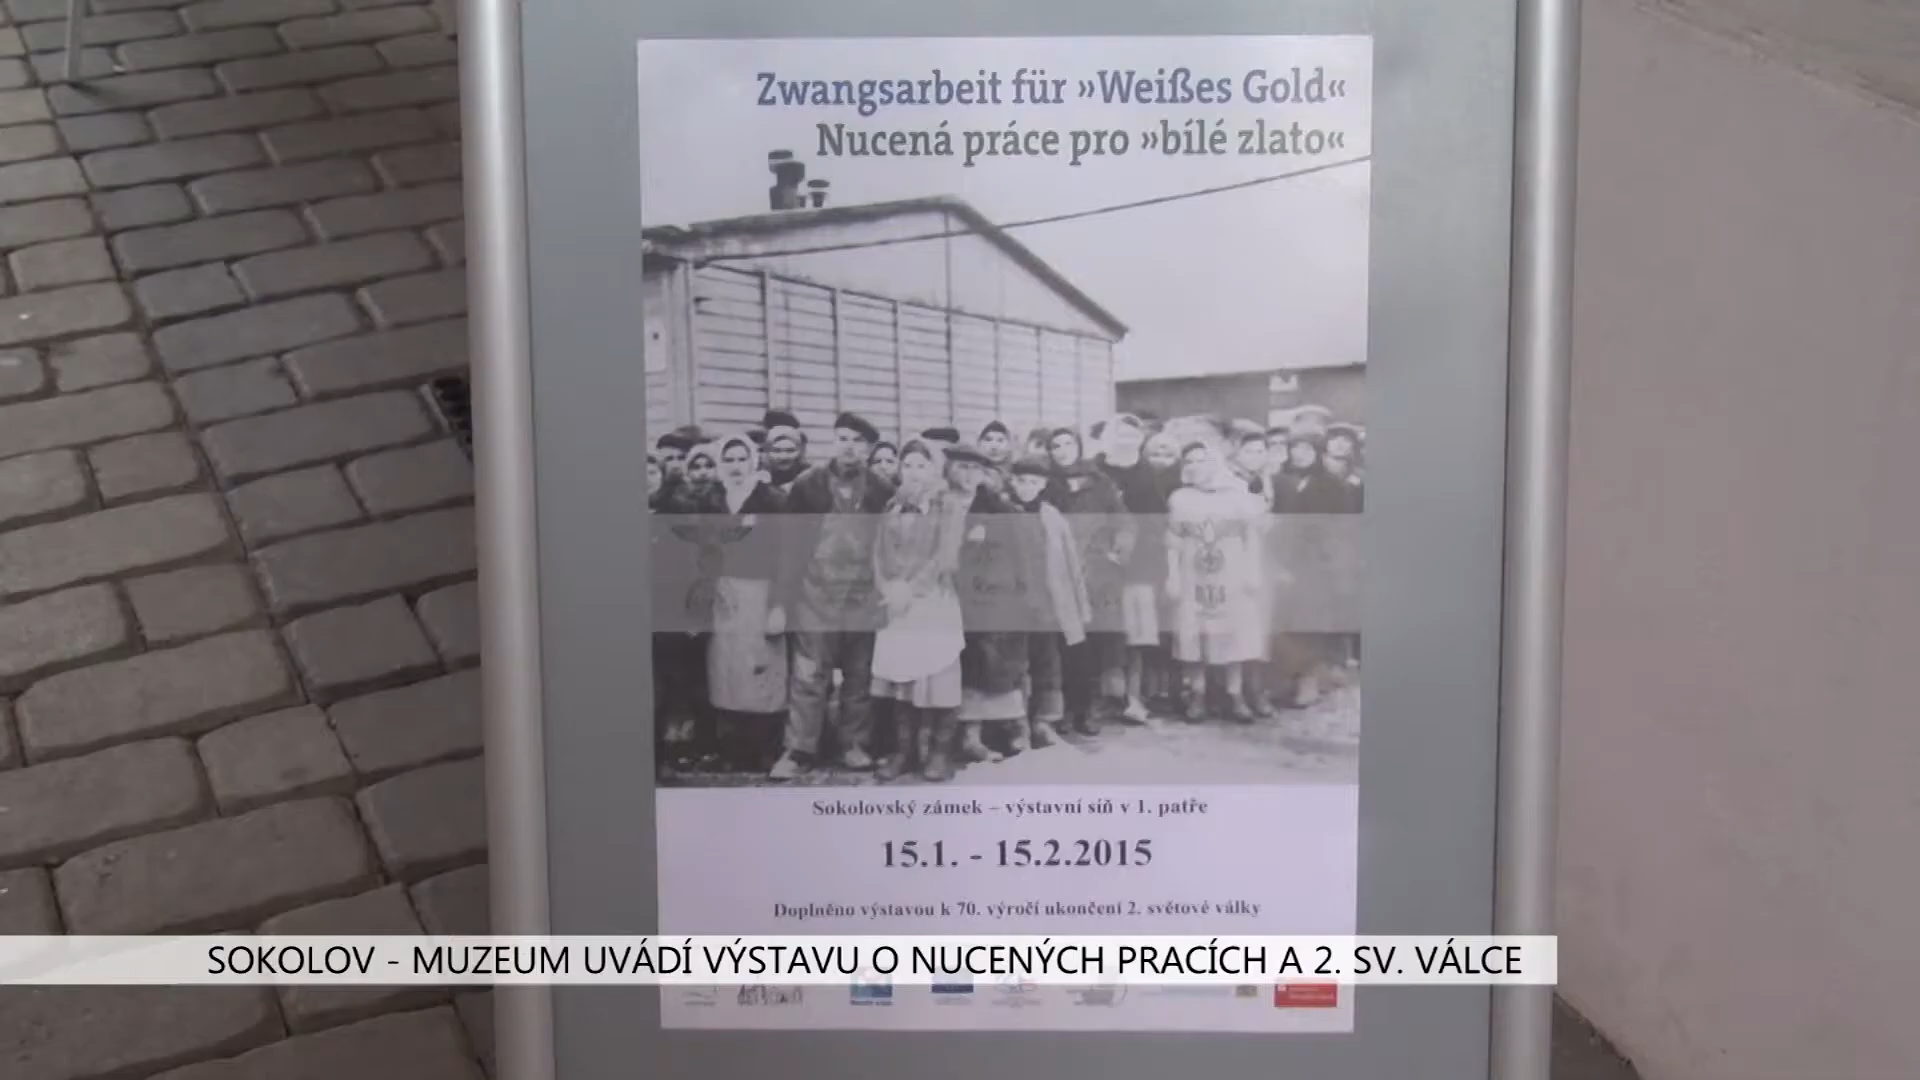 Zwangsarbeit für »Weißes Gold«
Nucená práce pro »bílé zlato«
Sokolovský zámek – výstavní síň v 1. patře
15.1. - 15.2.2015
Doplněno výstavou k 70. výročí ukončení 2. světové války
SOKOLOV - MUZEUM UVÁDÍ VÝSTAVU O NUCENÝCH PRACÍCH A 2. SV. VÁLCE